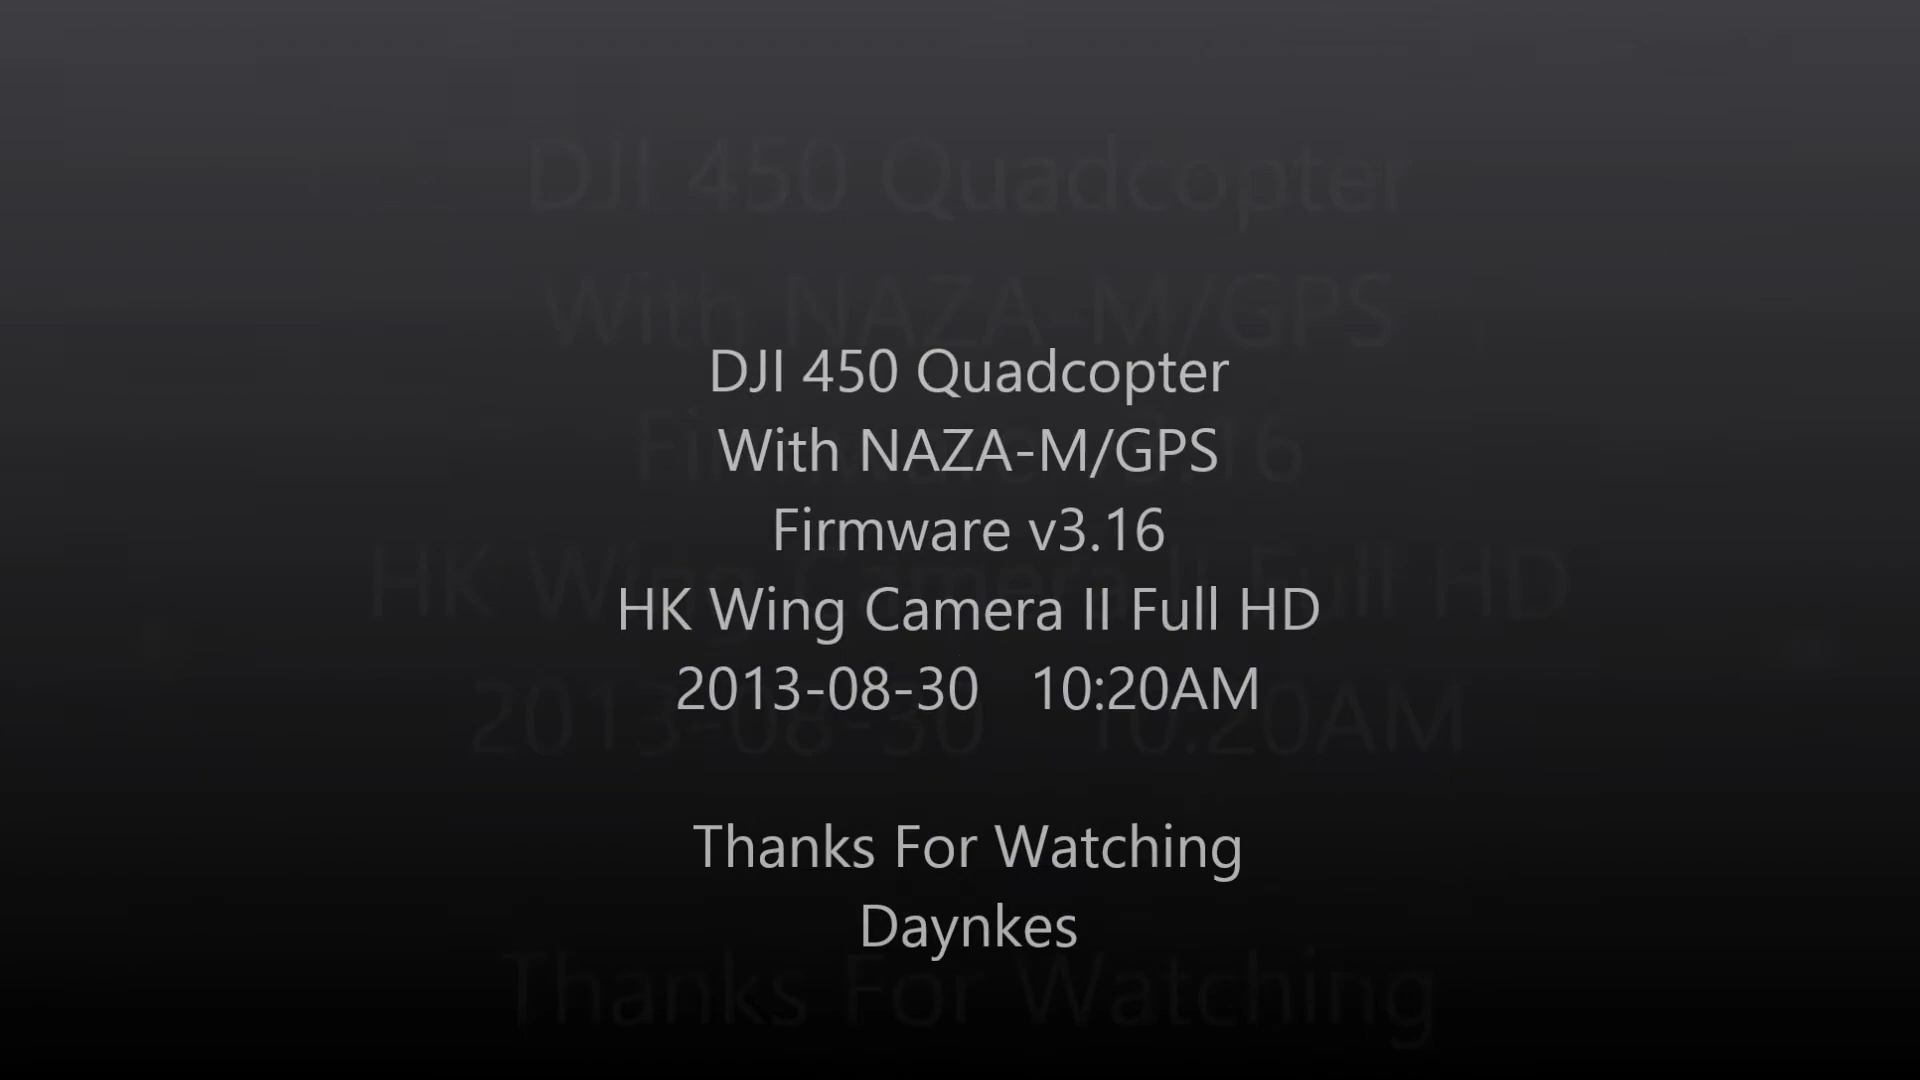 DJI 450 Quadcopter
With NAZA-M/GPS
Firmware v3.16
HK Wing Camera II Full HD
2013-08-30 10:20AM
Thanks For Watching
Daynkes